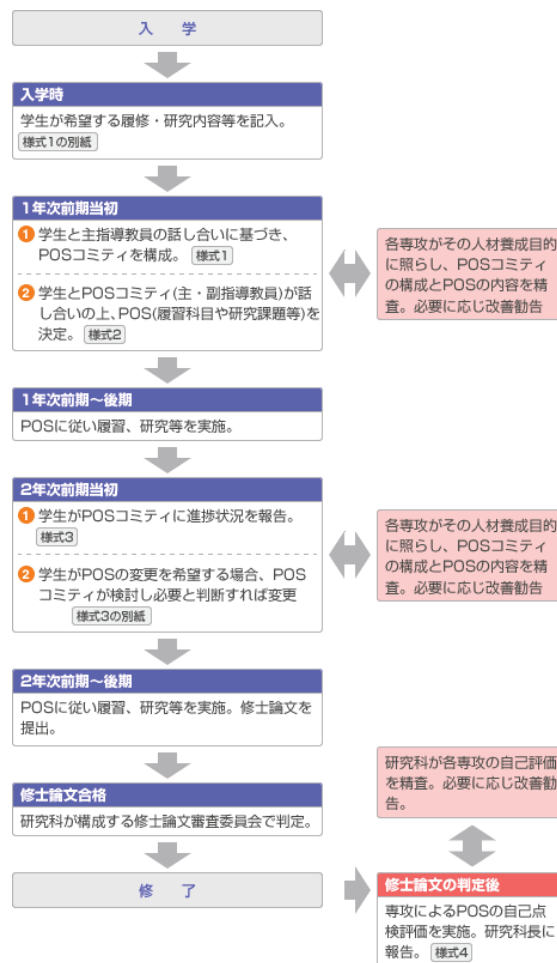 入　学
入学時
学生が希望する履修・研究内容等を記入。
様式1の別紙
1年次前期当初
1 学生と主指導教員の話し合いに基づき、
POSコミティを構成。 様式1
2 学生とPOSコミティ(主・副指導教員)が話
し合いの上、POS(履習科目や研究課題等)を
決定。 様式2
各専攻がその人材養成目的
に照らし、POSコミティ
の構成とPOSの内容を精
査。必要に応じ改善勧告
1年次前期～後期
POSに従い履習、研究等を実施。
2年次前期当初
1 学生がPOSコミティに進捗状況を報告。
様式3
2 学生がPOSの変更を希望する場合、POS
コミティが検討し必要と判断すれば変更
様式3の別紙
各専攻がその人材養成目的
に照らし、POSコミティ
の構成とPOSの内容を精
査。必要に応じ改善勧告
2年次前期～後期
POSに従い履習、研究等を実施。修士論文を
提出。
修士論文合格
研究科が構成する修士論文審査委員会で判定。
修　了
研究科が各専攻の自己評価
を精査。必要に応じ改善勧
告。
修士論文の判定後
専攻によるPOSの自己点
検評価を実施。研究科長に
報告。 様式4